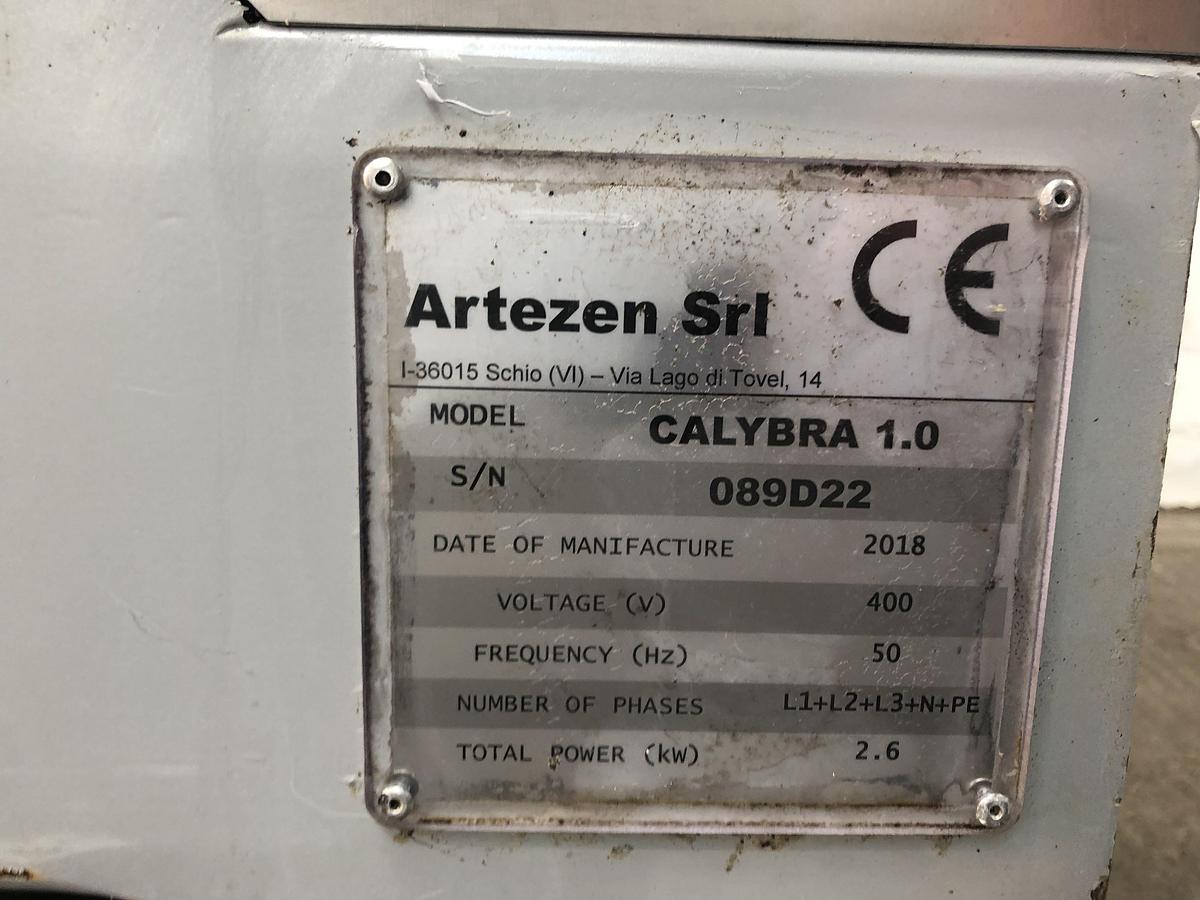 CE
Artezen Srl
I-36015 Schio (VI) – Via Lago di Tovel, 14
MODEL CALYBRA 1.0
S/N 089D22
DATE OF MANIFACTURE 2018
VOLTAGE (V) 400
FREQUENCY (Hz) 50
NUMBER OF PHASES L1+L2+L3+N+PE
TOTAL POWER (kW) 2.6